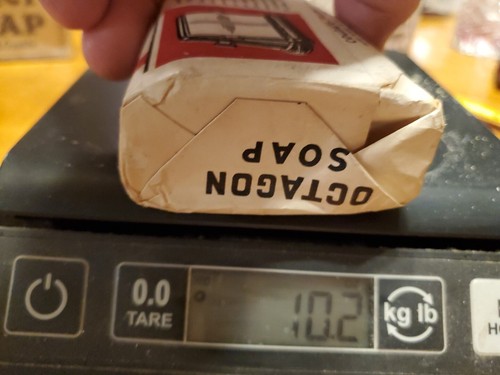 OCTAGON
SOAP
0.0
TARE
10.2
kg lb